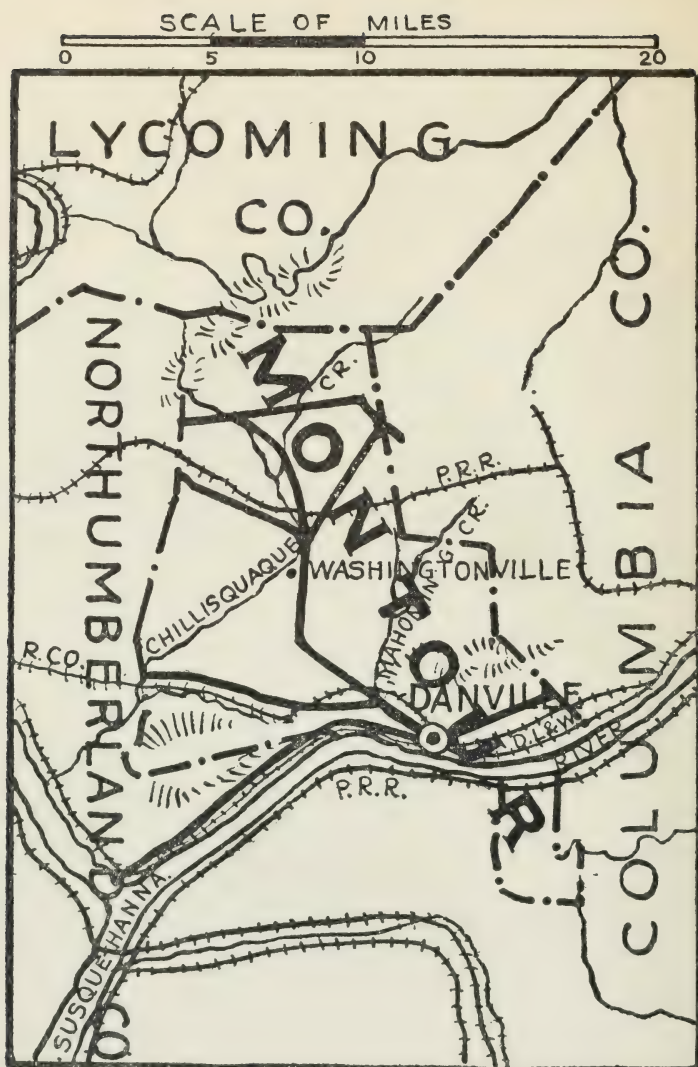 SCALE OF MILES
0 5 10 20
LYCOMING
CO.
NORTHUMBERLAND
CO.
COLUMBIA
CO.
MONTOUR
CR.
P.R.R.
CHILLISQUAQUE
WASHINGTONVILLE
MAHONING CR.
R.CO.
DANVILLE
D.L&W.
RIVER
P.R.R.
SUSQUEHANNA.